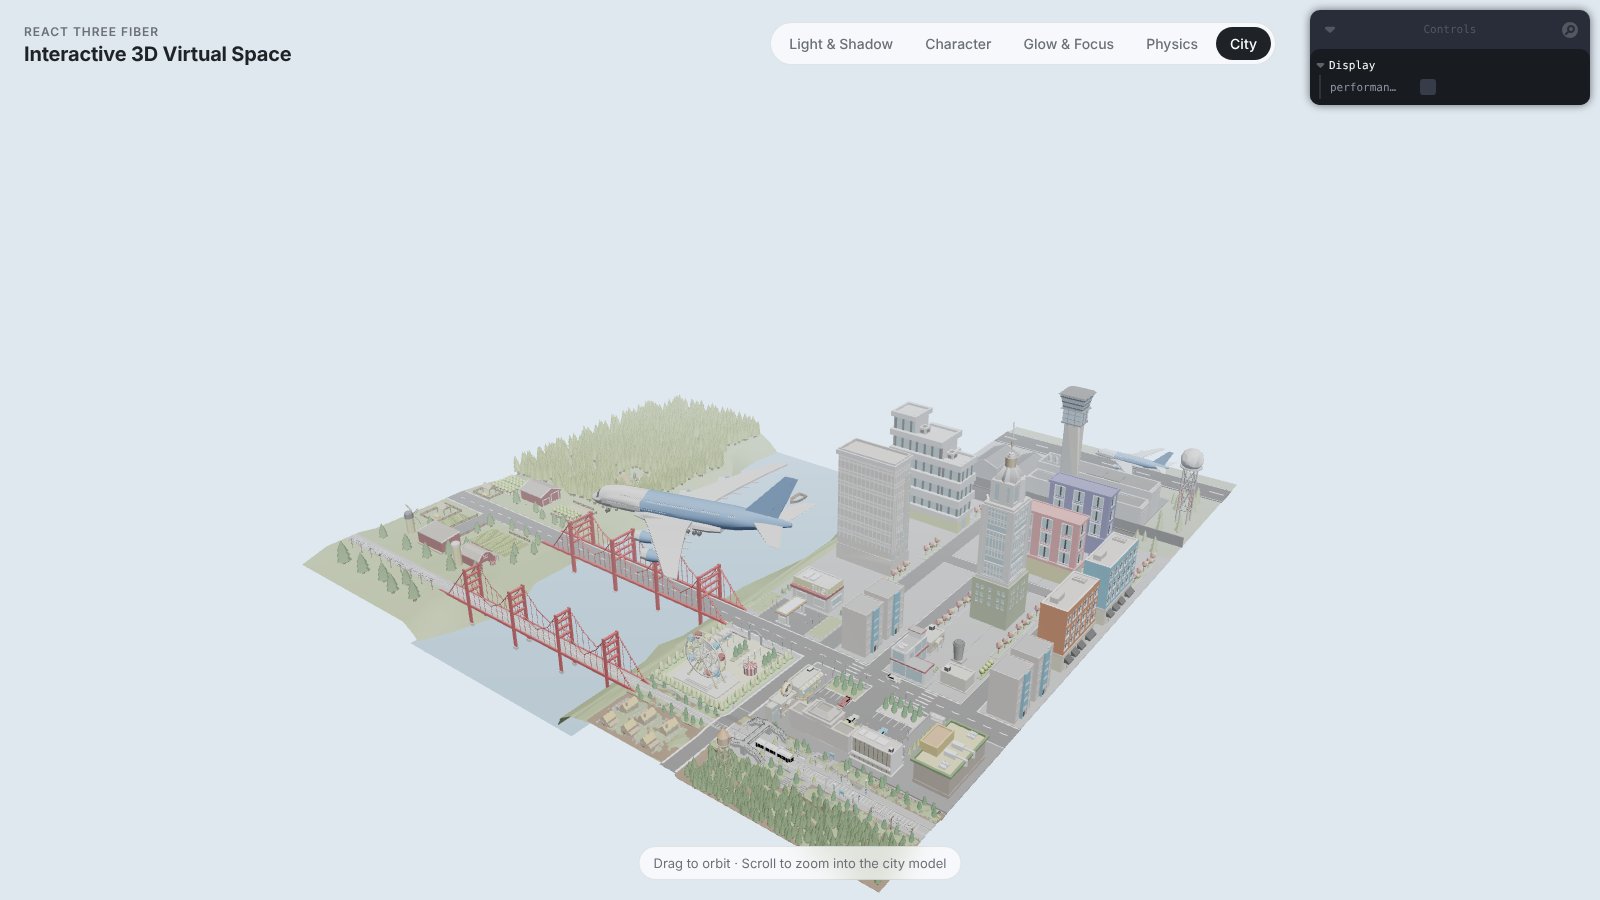 REACT THREE FIBER
Interactive 3D Virtual Space
Light & Shadow
Character
Glow & Focus
Physics
City
Controls
Display
performan…
Drag to orbit · Scroll to zoom into the city model